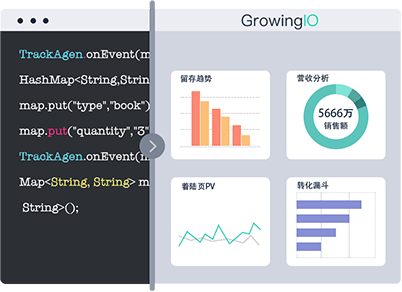 GrowingIO
TrackAgen.onEvent(m
HashMap<String,Strin
map.put("type","book")
map.put("quantity","3"
TrackAgen.onEvent(m
Map<String, String> m
String>();
留存趋势
营收分析
5666万
销售额
着陆页PV
转化漏斗